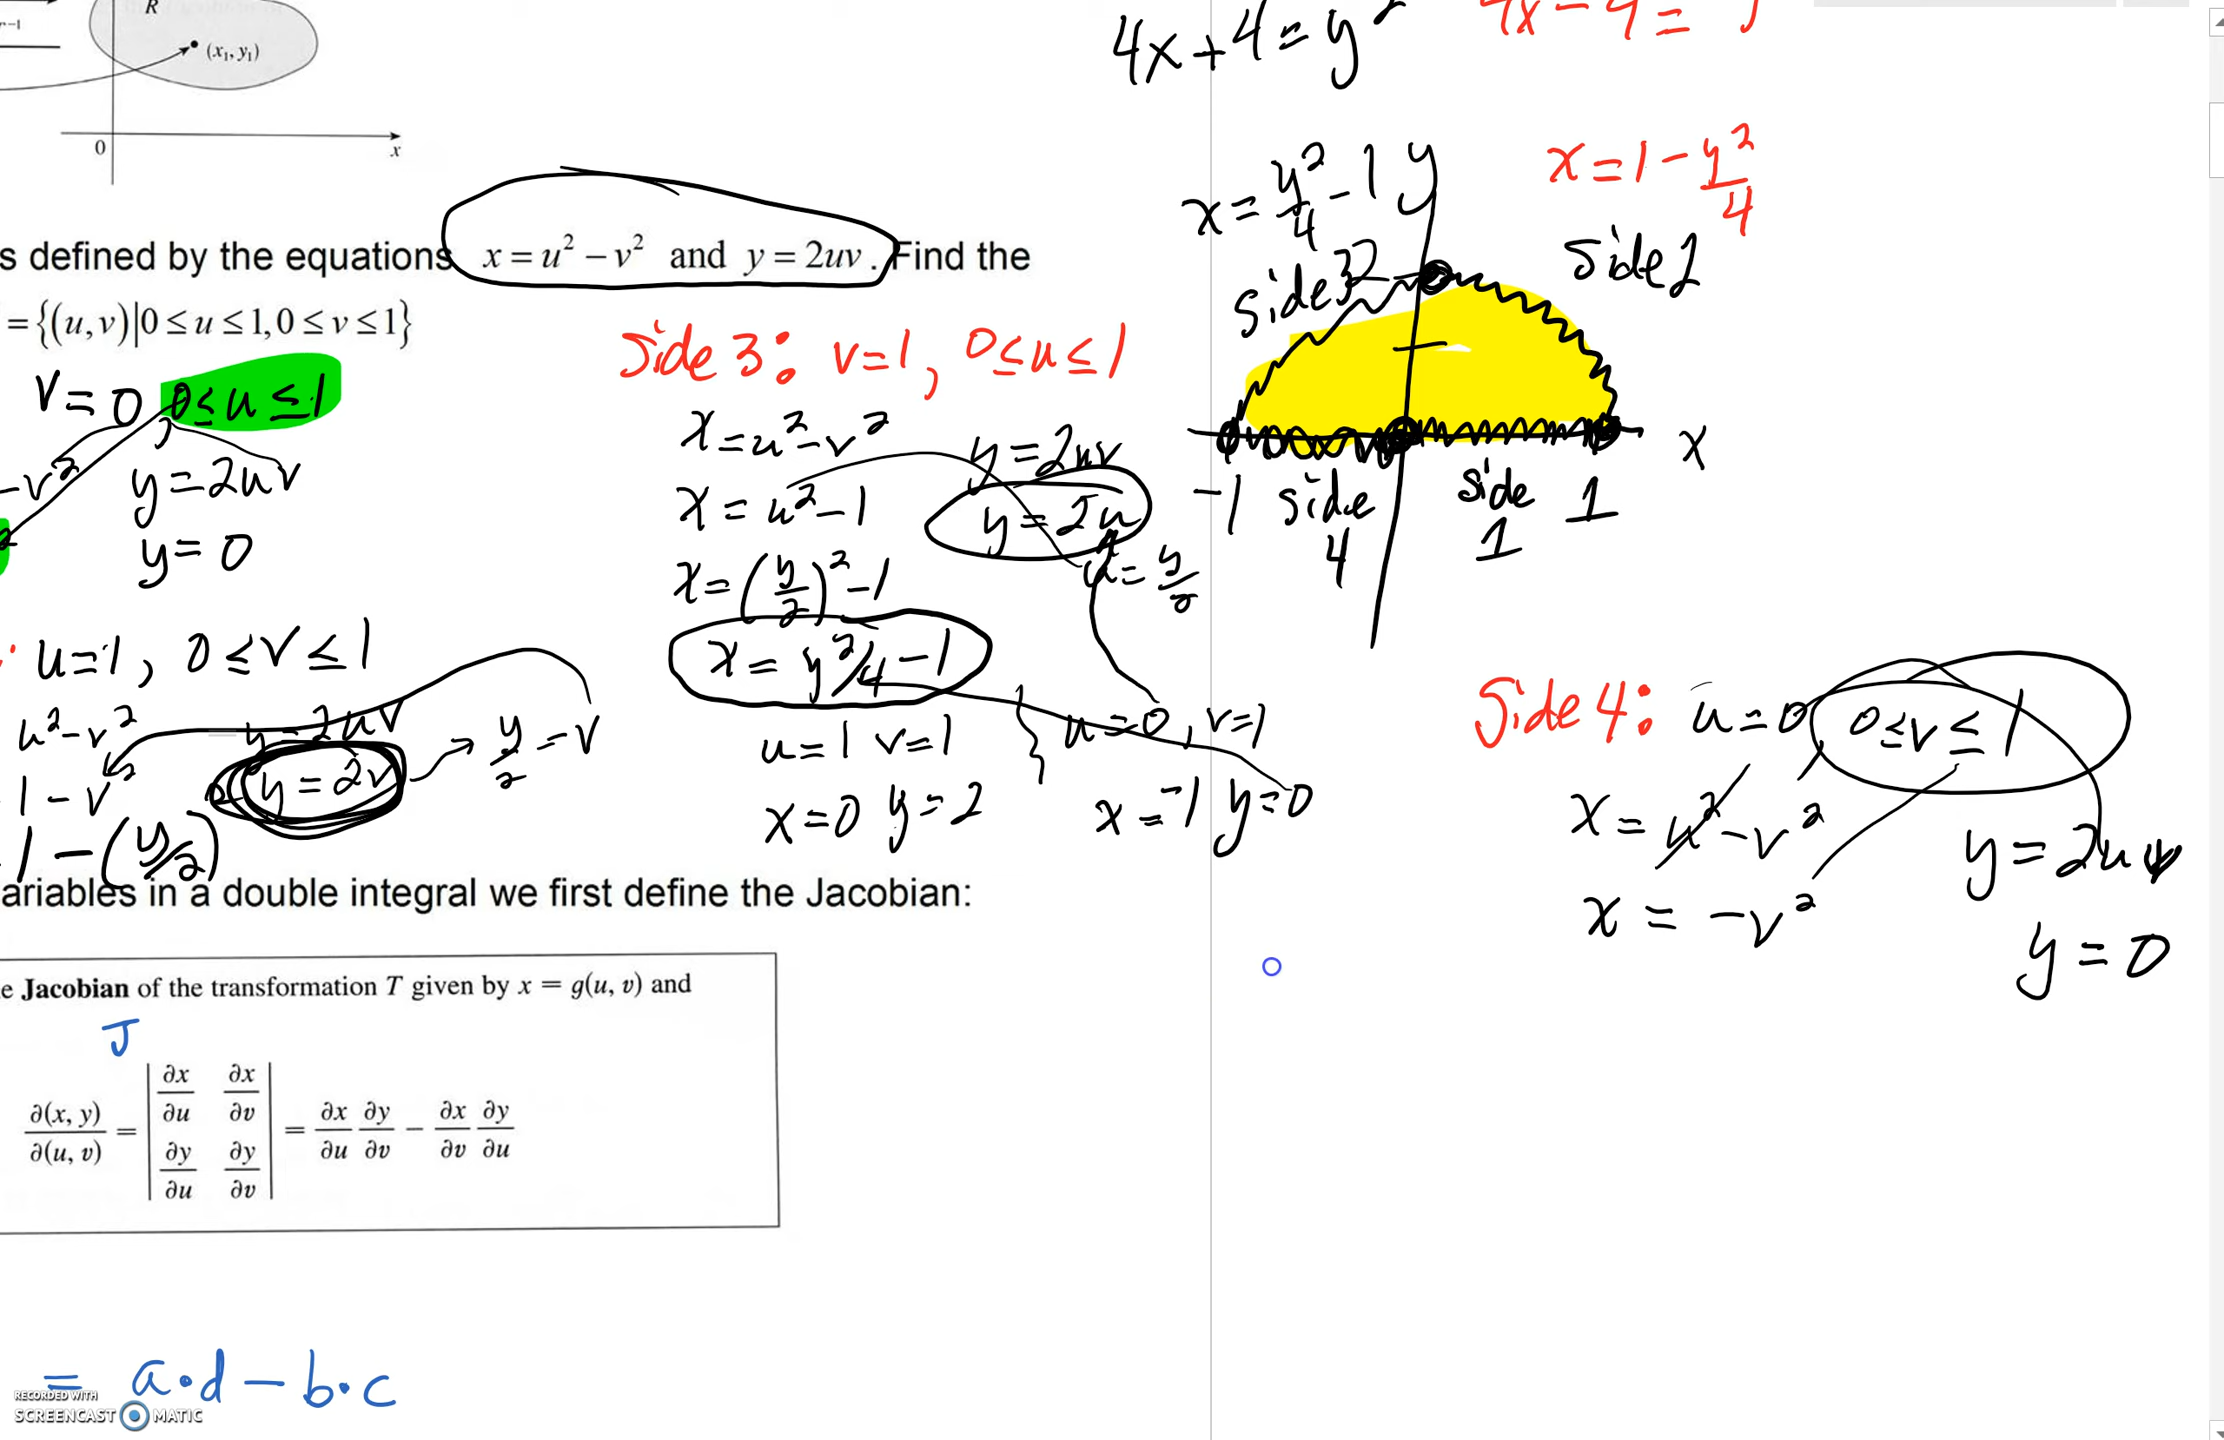 R
(x₁, y₁)
0
x
4x+4=y²
4x-4=
s defined by the equations x = u² − v² and y = 2uv. Find the
= {(u,v)|0 ≤ u ≤ 1, 0 ≤ v ≤ 1}
v=0, 0≤u≤1
-v²
y=2uv
y=0
u=1, 0≤v≤1
u²-v²
y=2uv
1-v²
y=2v
y/2=v
1-(y/2)
Side 3: v=1, 0≤u≤1
x=u²-v²
y=2uv
x=u²-1
y=2u
x=(y/2)²-1
u=y/2
x=y²/4-1
u=1 v=1
u=0, v=1
x=0 y=2
x=-1 y=0
x=y²/4-1
y
x=1-y²/4
side 3
2
side 2
x
-1
side 4
side 1
1
Side 4: u=0, 0≤v≤1
x=u²-v²
y=2uv
x=-v²
y=0
ariables in a double integral we first define the Jacobian:
e Jacobian of the transformation T given by x = g(u, v) and
J
∂(x, y)/∂(u, v) = | ∂x/∂u ∂x/∂v |
| ∂y/∂u ∂y/∂v | = ∂x/∂u ∂y/∂v − ∂x/∂v ∂y/∂u
= a·d-b·c
RECORDED WITH
SCREENCAST MATIC